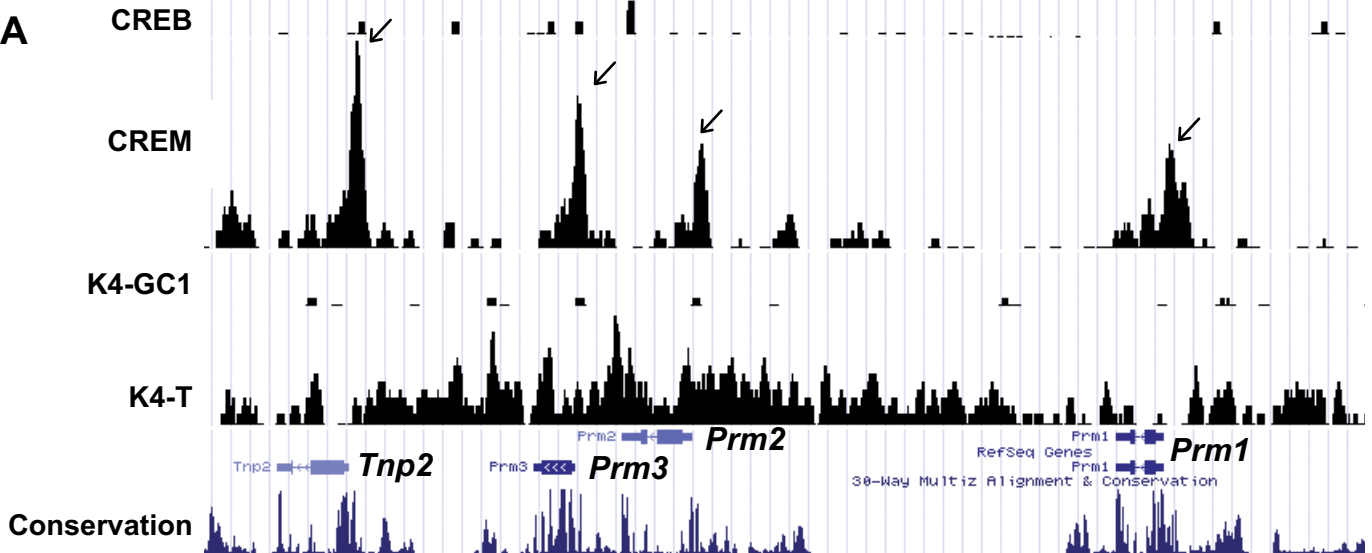 A
CREB
CREM
K4-GC1
K4-T
Prm2 Prm2 Prm1
RefSeq Genes Prm1
Tnp2 Tnp2 Prm3 Prm3 Prm1
30-Way Multiz Alignment & Conservation
Conservation